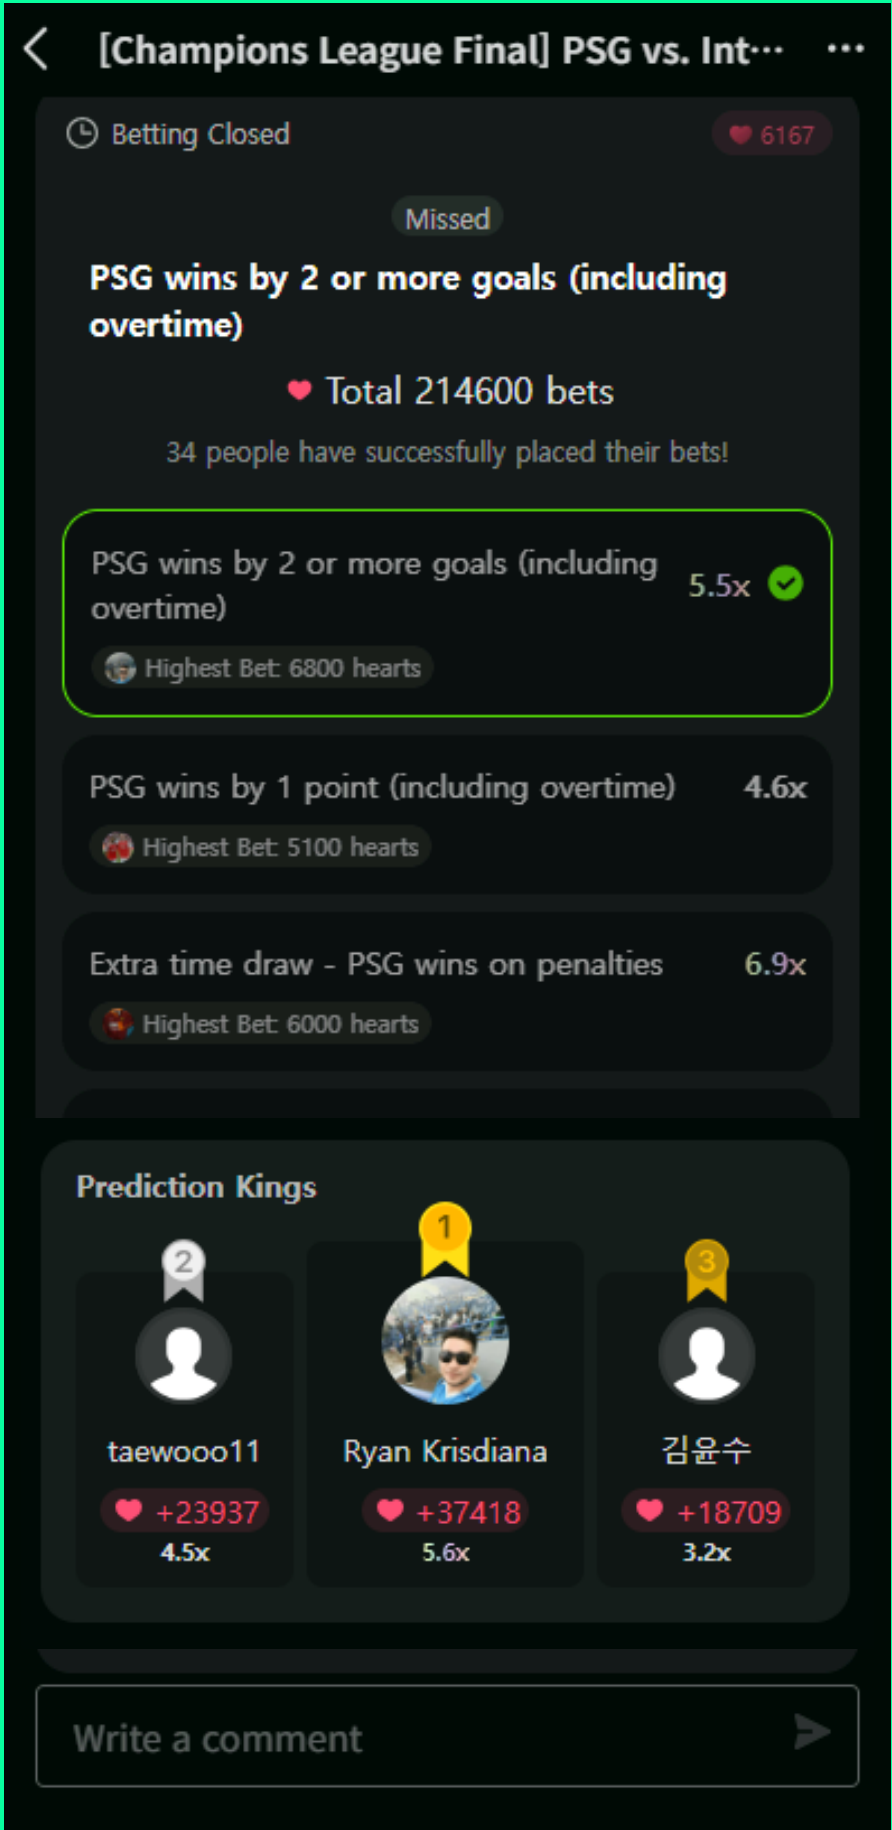 [Champions League Final] PSG vs. Int···
Betting Closed
6167
Missed
PSG wins by 2 or more goals (including
overtime)
Total 214600 bets
34 people have successfully placed their bets!
PSG wins by 2 or more goals (including
overtime)
5.5x
Highest Bet: 6800 hearts
PSG wins by 1 point (including overtime)
4.6x
Highest Bet: 5100 hearts
Extra time draw - PSG wins on penalties
6.9x
Highest Bet: 6000 hearts
Prediction Kings
2
taewooo11
+23937
4.5x
1
Ryan Krisdiana
+37418
5.6x
3
김윤수
+18709
3.2x
Write a comment